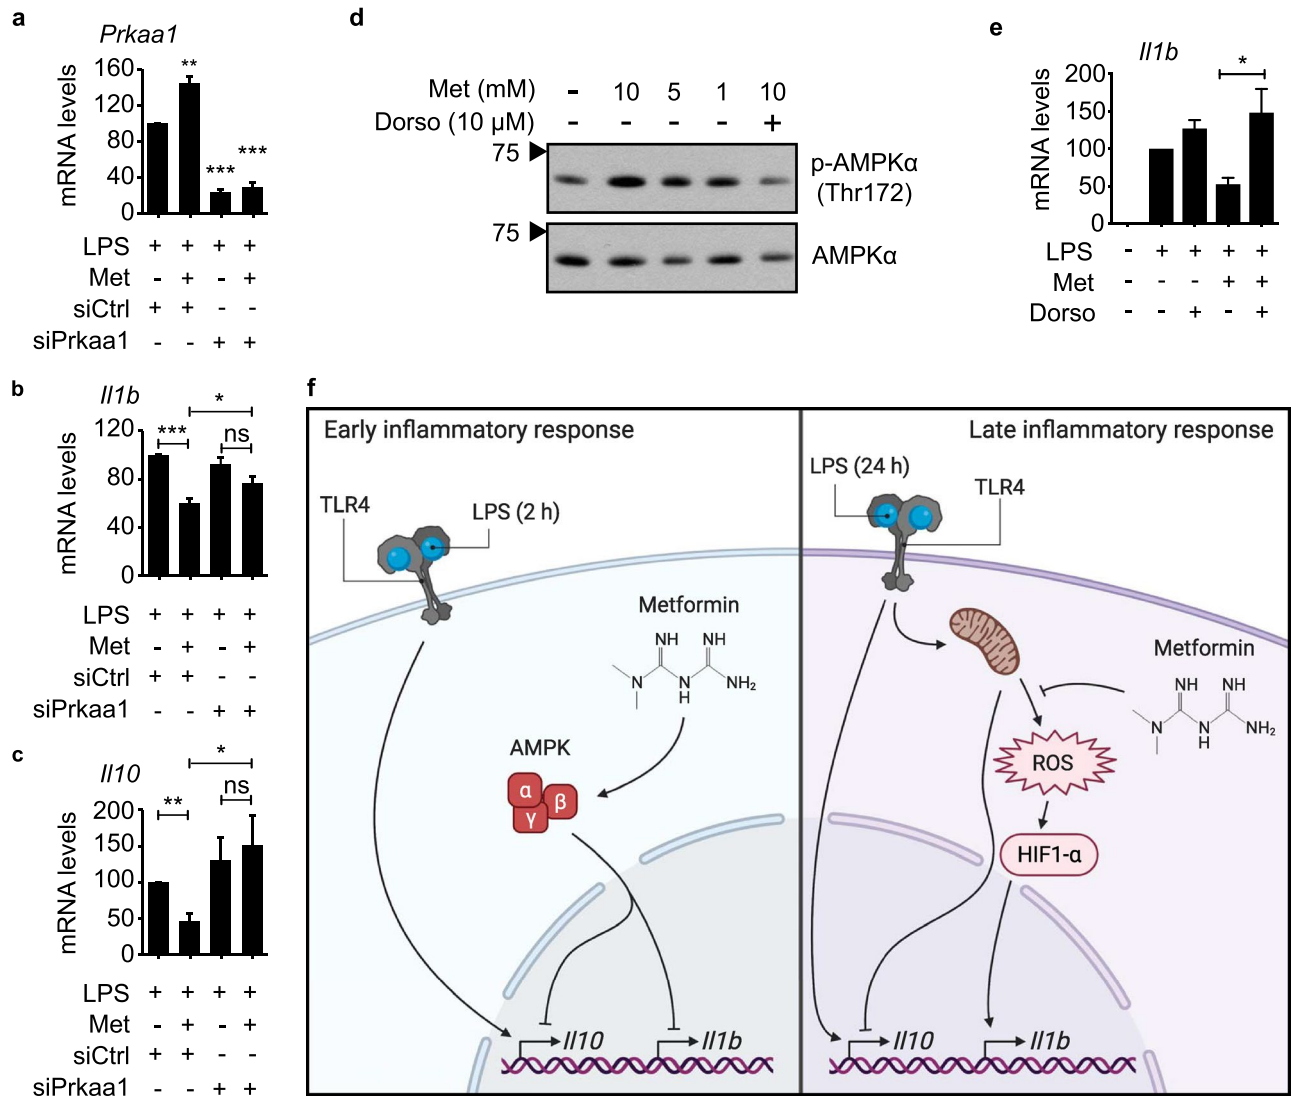 a
Prkaa1
mRNA levels
160
120
80
40
0
**
***
***
LPS + + + +
Met - + - +
siCtrl + + - -
siPrkaa1 - - + +
b
Il1b
mRNA levels
120
80
40
0
***
*
ns
LPS + + + +
Met - + - +
siCtrl + + - -
siPrkaa1 - - + +
c
Il10
mRNA levels
200
150
100
50
0
**
*
ns
LPS + + + +
Met - + - +
siCtrl + + - -
siPrkaa1 - - + +
d
Met (mM) - 10 5 1 10
Dorso (10 µM) - - - - +
75
p-AMPKα
(Thr172)
75
AMPKα
e
Il1b
mRNA levels
200
150
100
50
0
*
LPS - + + + +
Met - - - + +
Dorso - - + - +
f
Early inflammatory response
TLR4
LPS (2 h)
Metformin
NH NH
N N NH₂
H
AMPK
α
β
γ
Il10
Il1b
Late inflammatory response
LPS (24 h)
TLR4
Metformin
NH NH
N N NH₂
H
ROS
HIF1-α
Il10
Il1b